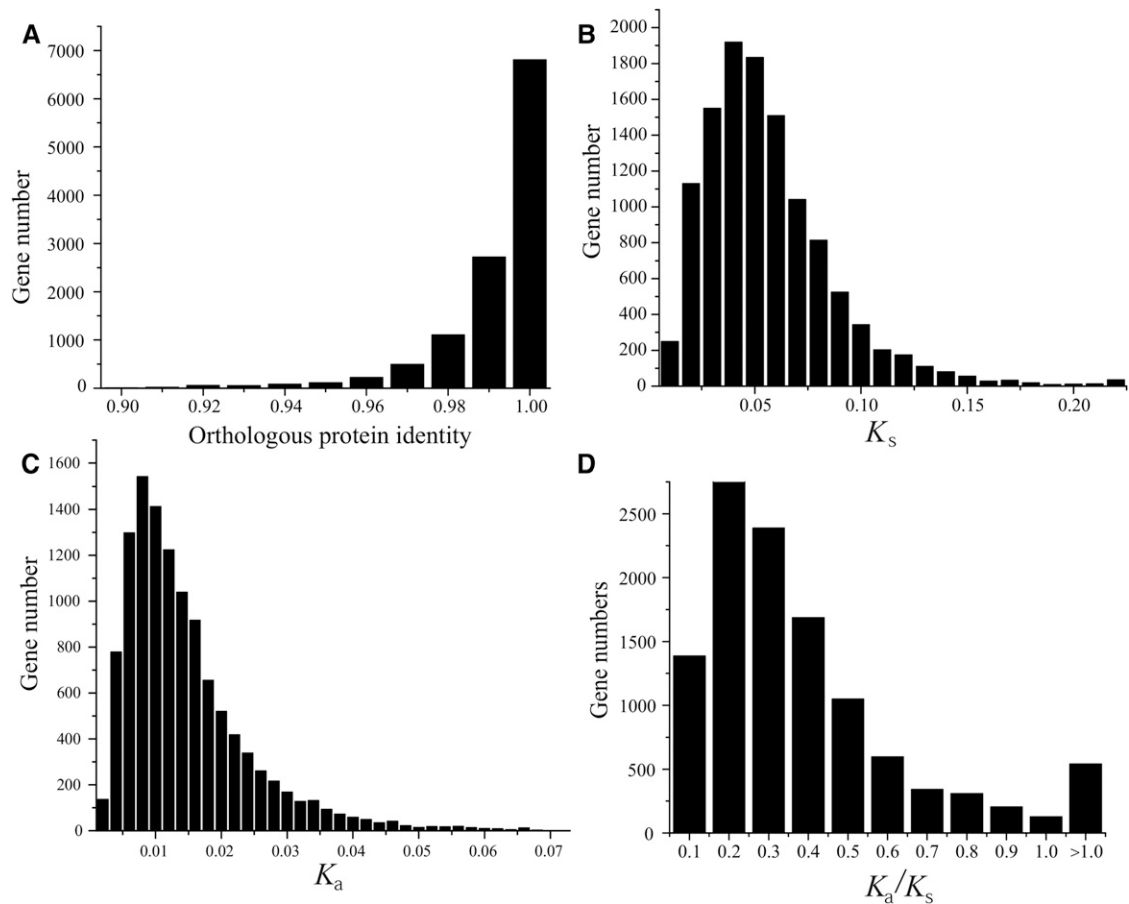 A
7000
6000
5000
4000
3000
2000
1000
0
Gene number
0.90 0.92 0.94 0.96 0.98 1.00
Orthologous protein identity
B
2000
1800
1600
1400
1200
1000
800
600
400
200
0
Gene number
0.05 0.10 0.15 0.20
Ks
C
1600
1400
1200
1000
800
600
400
200
0
Gene number
0.01 0.02 0.03 0.04 0.05 0.06 0.07
Ka
D
2500
2000
1500
1000
500
0
Gene numbers
0.1 0.2 0.3 0.4 0.5 0.6 0.7 0.8 0.9 1.0 >1.0
Ka/Ks